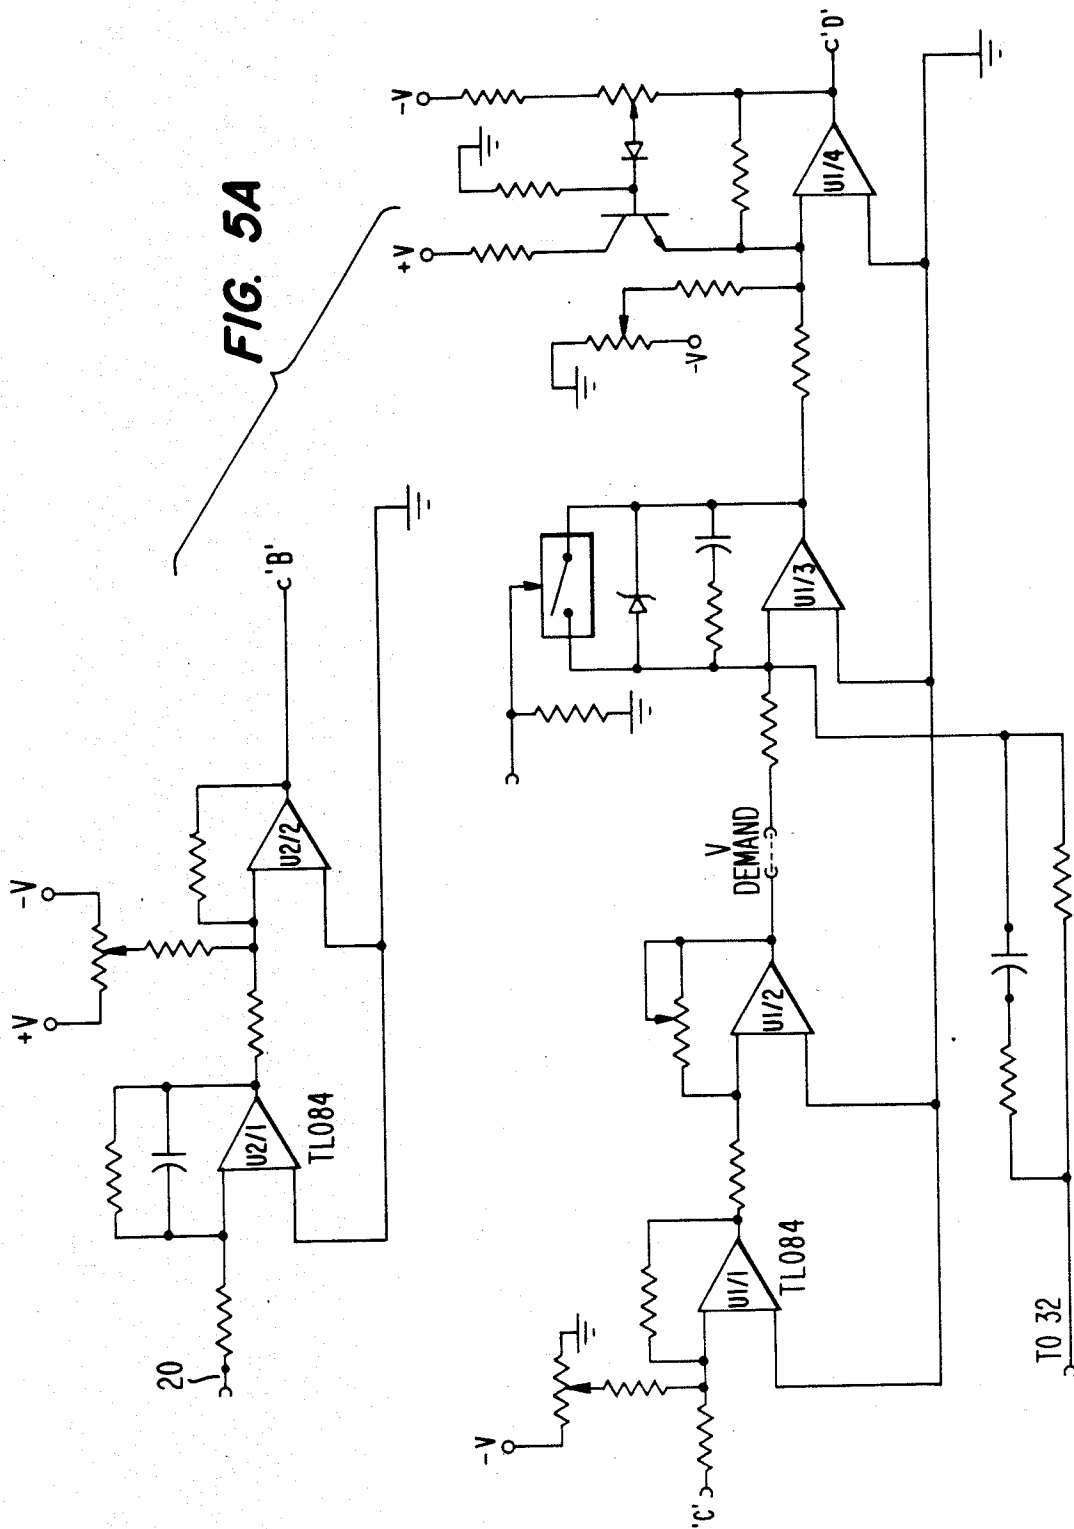 FIG. 5A
+V
-V
20
U2/1
TL084
U2/2
'B'
-V
'C'
U1/1
TL084
U1/2
V
DEMAND
U1/3
-V
+V
-V
U1/4
'D'
TO 32